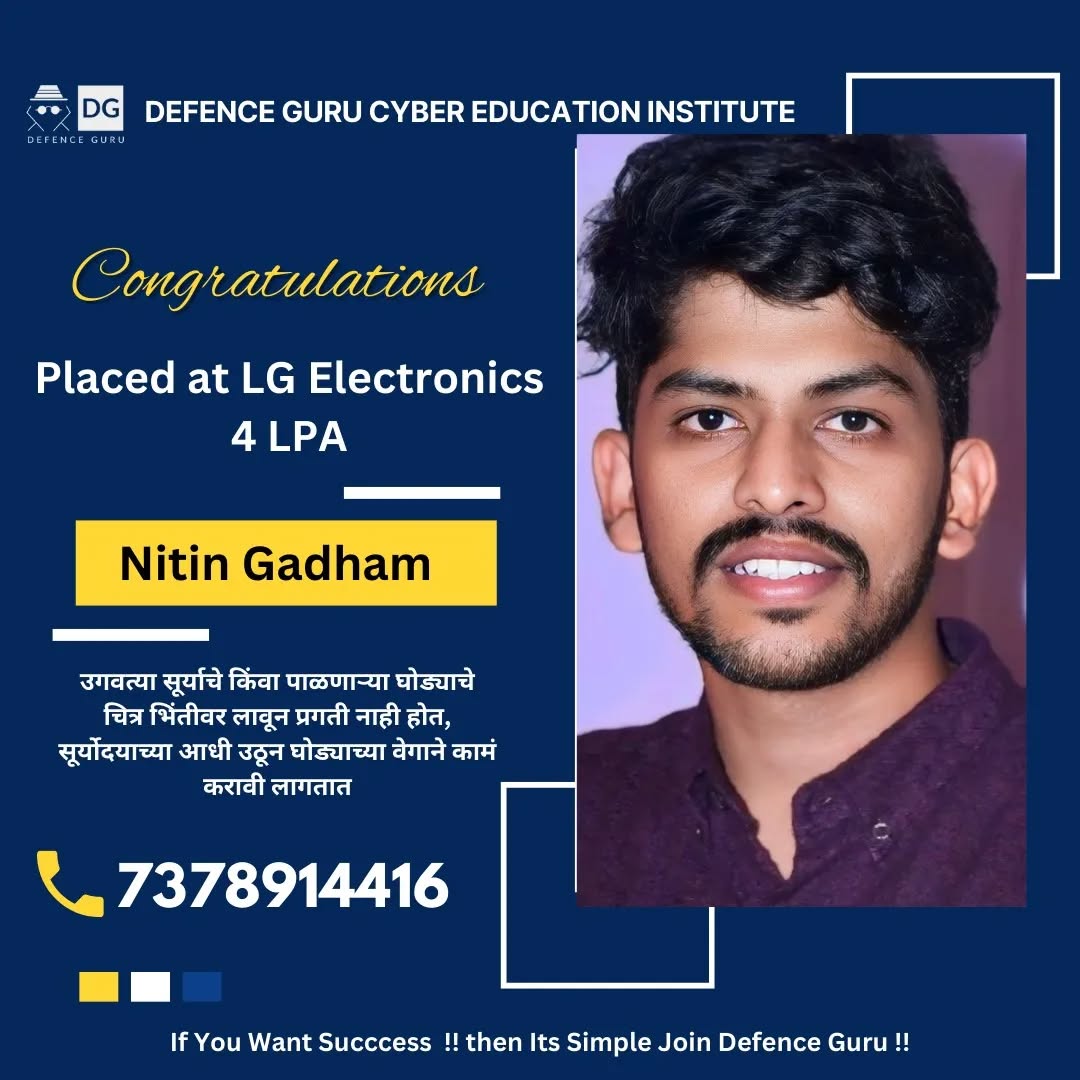 DG
DEFENCE GURU
DEFENCE GURU CYBER EDUCATION INSTITUTE
Congratulations
Placed at LG Electronics
4 LPA
Nitin Gadham
उगवत्या सूर्याचे किंवा पाळणाऱ्या घोड्याचे
चित्र भिंतीवर लावून प्रगती नाही होत,
सूर्योदयाच्या आधी उठून घोड्याच्या वेगाने कामं
करावी लागतात
7378914416
If You Want Succcess !! then Its Simple Join Defence Guru !!